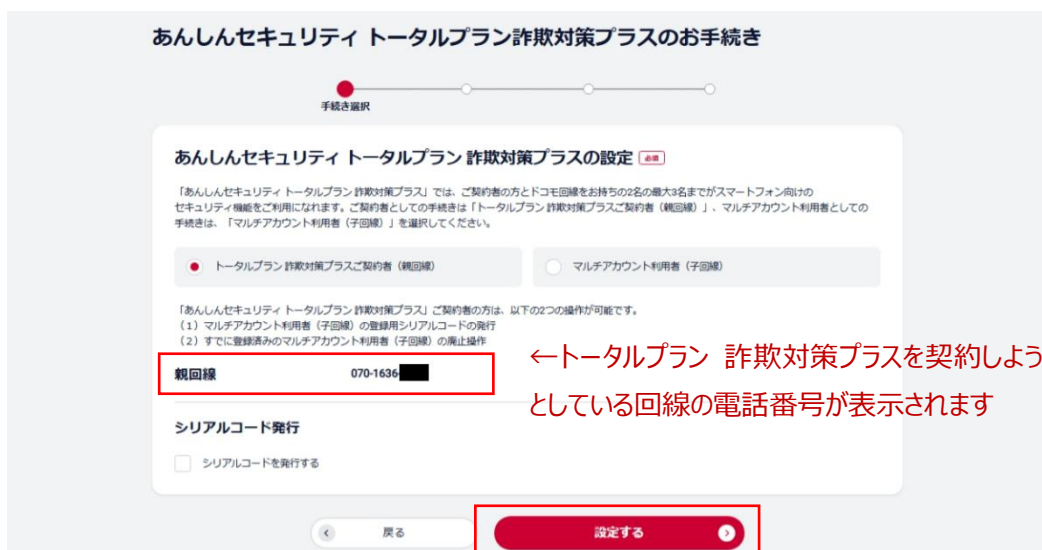 あんしんセキュリティ トータルプラン詐欺対策プラスのお手続き
手続き選択
あんしんセキュリティ トータルプラン 詐欺対策プラスの設定 必須
「あんしんセキュリティ トータルプラン 詐欺対策プラス」では、ご契約者の方とドコモ回線をお持ちの2名の最大3名までがスマートフォン向けの
セキュリティ機能をご利用になれます。ご契約者としての手続きは「トータルプラン 詐欺対策プラスご契約者（親回線）」、マルチアカウント利用者としての
手続きは、「マルチアカウント利用者（子回線）」を選択してください。
トータルプラン 詐欺対策プラスご契約者（親回線）
マルチアカウント利用者（子回線）
「あんしんセキュリティ トータルプラン 詐欺対策プラス」ご契約者の方は、以下の2つの操作が可能です。
（1）マルチアカウント利用者（子回線）の登録用シリアルコードの発行
（2）すでに登録済みのマルチアカウント利用者（子回線）の廃止操作
親回線 070-1636-
←トータルプラン 詐欺対策プラスを契約しよう
としている回線の電話番号が表示されます
シリアルコード発行
シリアルコードを発行する
戻る
設定する